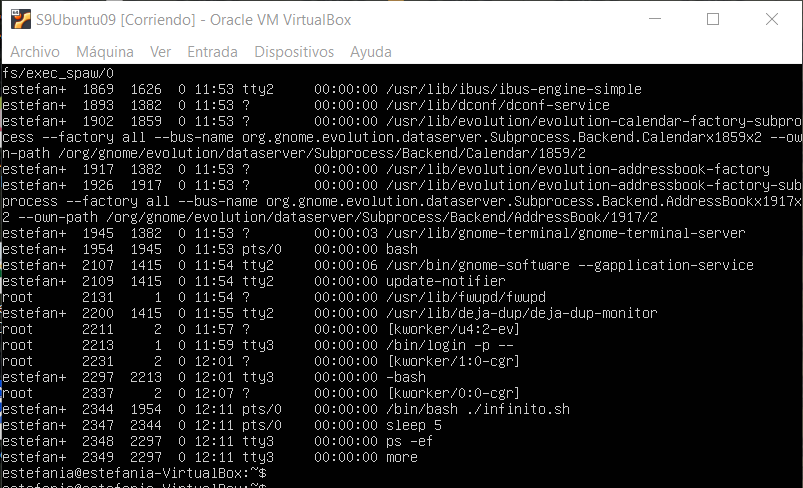 S9Ubuntu09 [Corriendo] - Oracle VM VirtualBox
Archivo Máquina Ver Entrada Dispositivos Ayuda
fs/exec_spaw/0
estefan+  1869  1626  0 11:53 tty2     00:00:00 /usr/lib/ibus/ibus-engine-simple
estefan+  1893  1382  0 11:53 ?        00:00:00 /usr/lib/dconf/dconf-service
estefan+  1902  1859  0 11:53 ?        00:00:00 /usr/lib/evolution/evolution-calendar-factory-subpro
cess --factory all --bus-name org.gnome.evolution.dataserver.Subprocess.Backend.Calendarx1859x2 --ow
n-path /org/gnome/evolution/dataserver/Subprocess/Backend/Calendar/1859/2
estefan+  1917  1382  0 11:53 ?        00:00:00 /usr/lib/evolution/evolution-addressbook-factory
estefan+  1926  1917  0 11:53 ?        00:00:00 /usr/lib/evolution/evolution-addressbook-factory-sub
process --factory all --bus-name org.gnome.evolution.dataserver.Subprocess.Backend.AddressBookx1917x
2 --own-path /org/gnome/evolution/dataserver/Subprocess/Backend/AddressBook/1917/2
estefan+  1945  1382  0 11:53 ?        00:00:03 /usr/lib/gnome-terminal/gnome-terminal-server
estefan+  1954  1945  0 11:53 pts/0    00:00:00 bash
estefan+  2107  1415  0 11:54 tty2     00:00:06 /usr/bin/gnome-software --gapplication-service
estefan+  2109  1415  0 11:54 tty2     00:00:00 update-notifier
root      2131     1  0 11:54 ?        00:00:00 /usr/lib/fwupd/fwupd
estefan+  2200  1415  0 11:55 tty2     00:00:00 /usr/lib/deja-dup/deja-dup-monitor
root      2211     2  0 11:57 ?        00:00:00 [kworker/u4:2-ev]
root      2213     1  0 11:59 tty3     00:00:00 /bin/login -p --
root      2231     2  0 12:01 ?        00:00:00 [kworker/1:0-cgr]
estefan+  2297  2213  0 12:01 tty3     00:00:00 -bash
root      2337     2  0 12:07 ?        00:00:00 [kworker/0:0-cgr]
estefan+  2344  1954  0 12:11 pts/0    00:00:00 /bin/bash ./infinito.sh
estefan+  2347  2344  0 12:11 pts/0    00:00:00 sleep 5
estefan+  2348  2297  0 12:11 tty3     00:00:00 ps -ef
estefan+  2349  2297  0 12:11 tty3     00:00:00 more
estefania@estefania-VirtualBox:~$
estefania@estefania-VirtualBox:~$